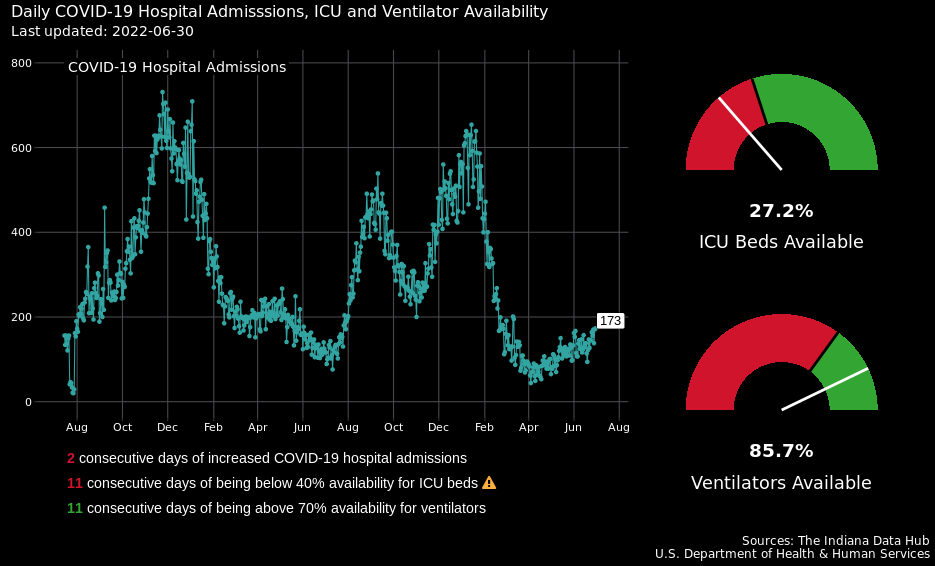 Daily COVID-19 Hospital Admisssions, ICU and Ventilator Availability
Last updated: 2022-06-30
COVID-19 Hospital Admissions
800
600
400
200
0
173
Aug Oct Dec Feb Apr Jun Aug Oct Dec Feb Apr Jun Aug
27.2%
ICU Beds Available
85.7%
Ventilators Available
2 consecutive days of increased COVID-19 hospital admissions
11 consecutive days of being below 40% availability for ICU beds ⚠
11 consecutive days of being above 70% availability for ventilators
Sources: The Indiana Data Hub
U.S. Department of Health & Human Services